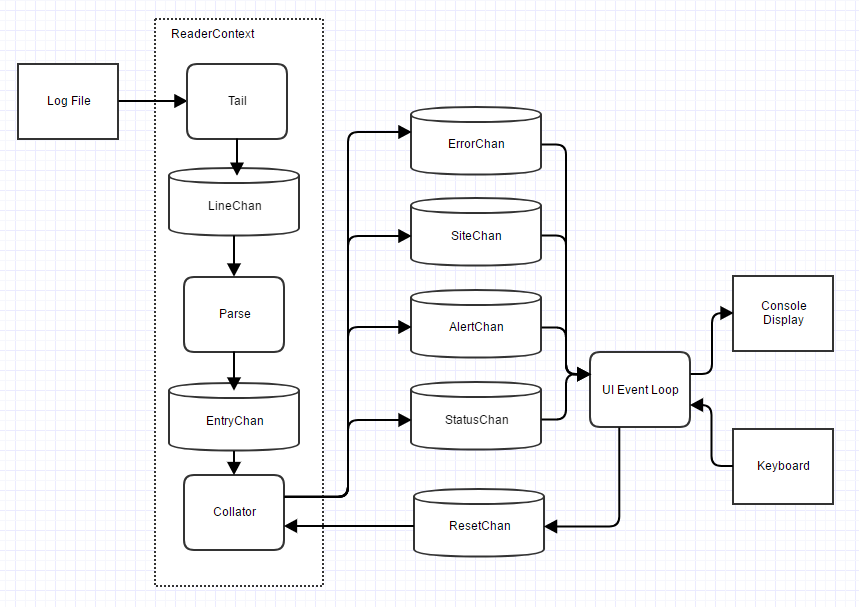 ReaderContext
Log File
Tail
LineChan
Parse
EntryChan
Collator
ErrorChan
SiteChan
AlertChan
StatusChan
ResetChan
UI Event Loop
Console
Display
Keyboard